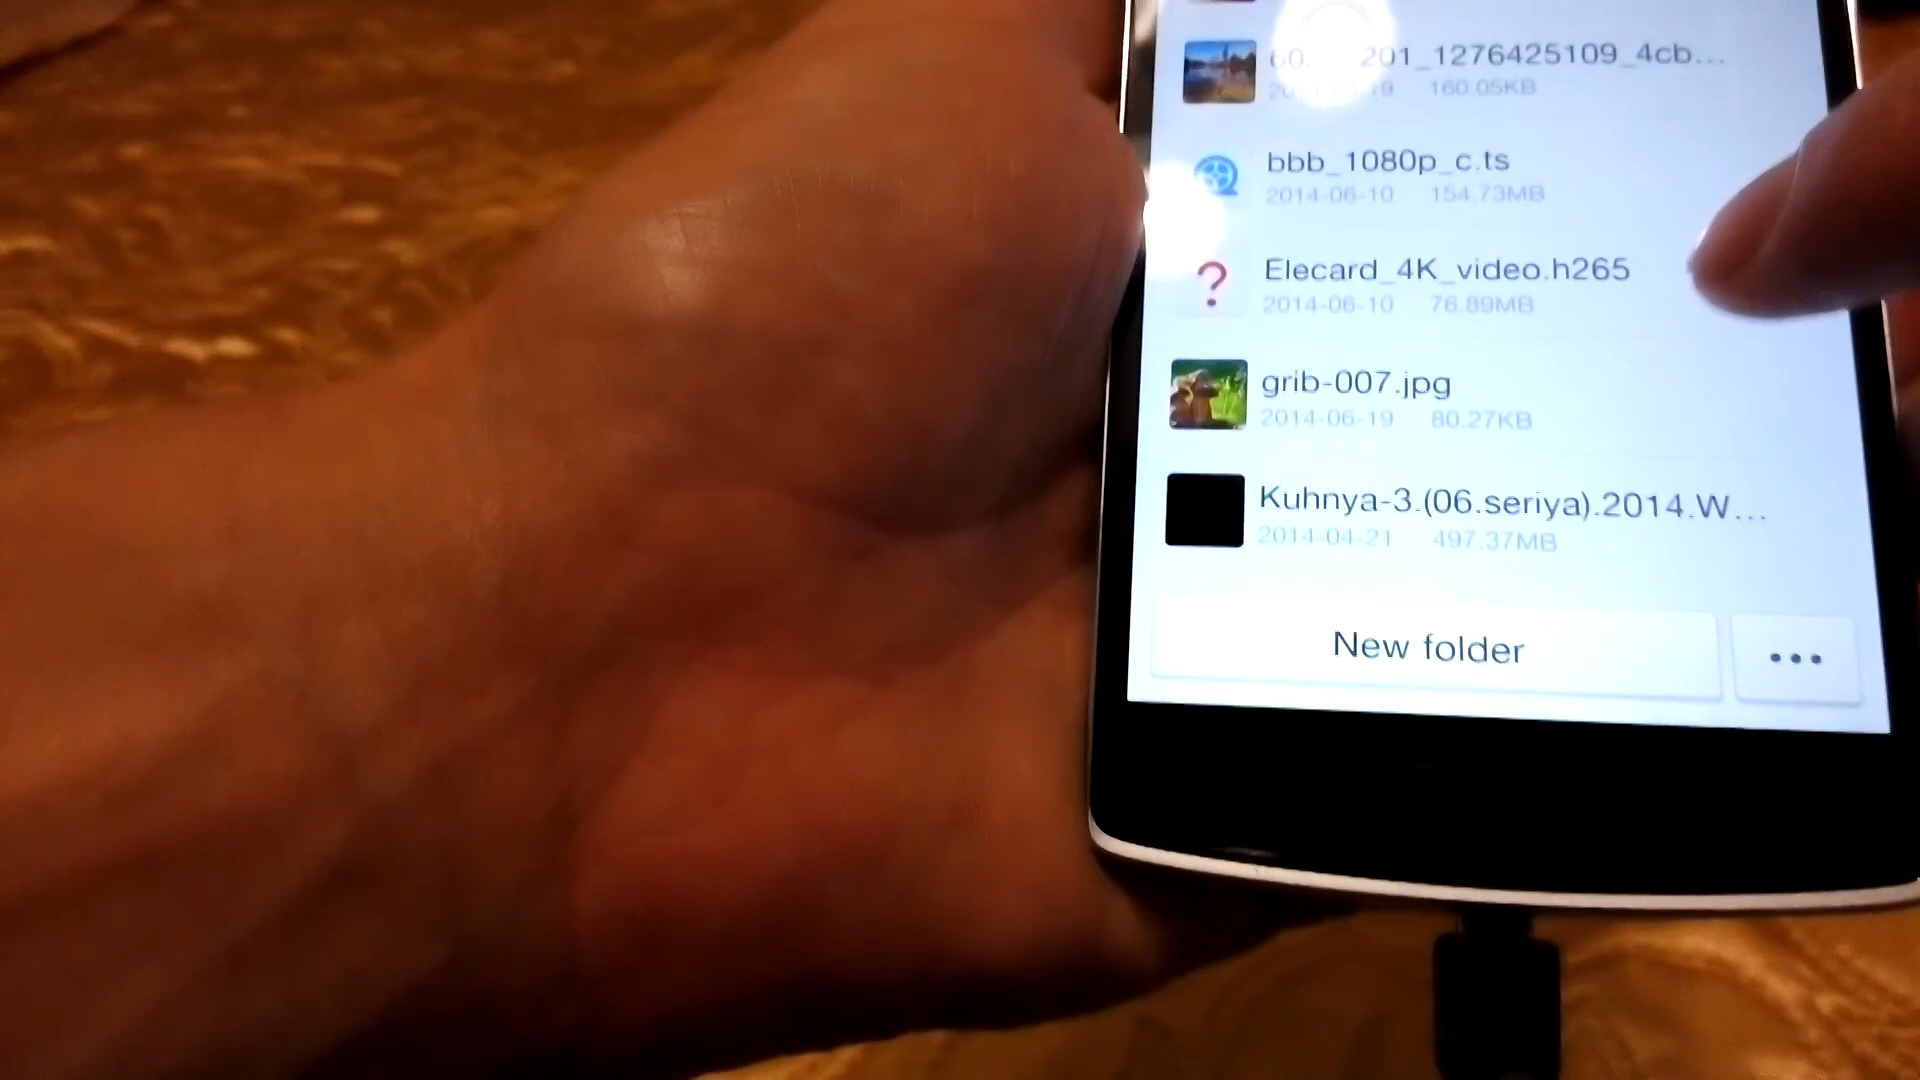 201_1276425109_4cb...
160.05KB
bbb_1080p_c.ts
2014-06-10 154.73MB
Elecard_4K_video.h265
2014-06-10 76.89MB
grib-007.jpg
2014-06-19 80.27KB
Kuhnya-3.(06.seriya).2014.W...
2014-04-21 497.37MB
New folder